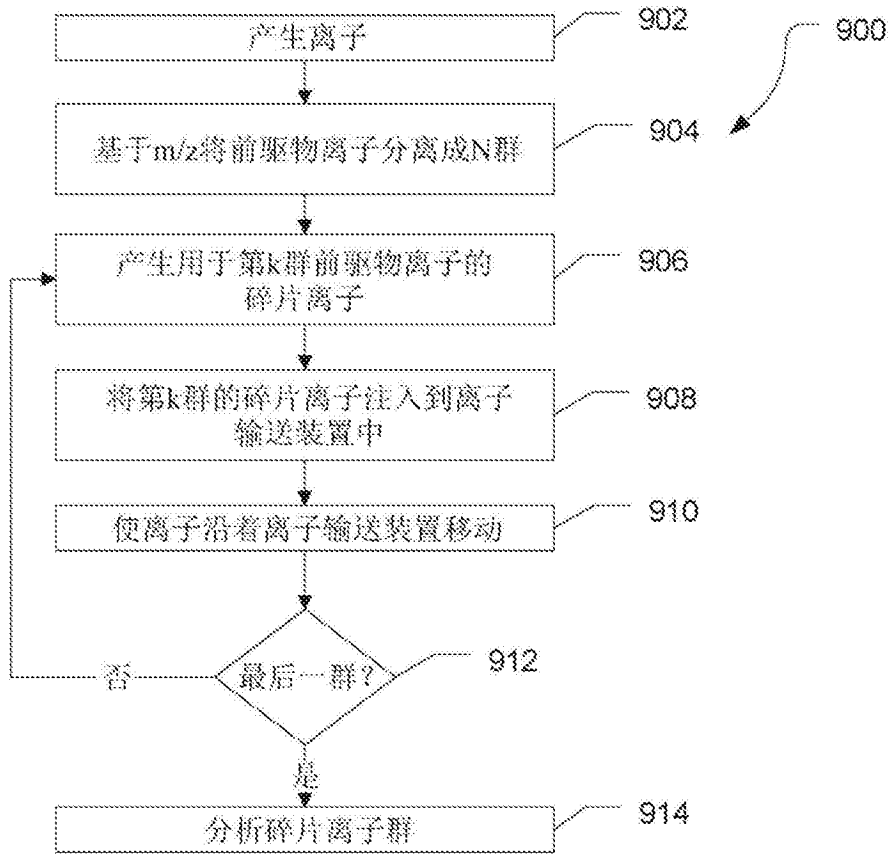 产生离子
902
900
基于m/z将前驱物离子分离成N群
904
产生用于第k群前驱物离子的
碎片离子
906
将第k群的碎片离子注入到离子
输送装置中
908
使离子沿着离子输送装置移动
910
最后一群?
912
否
是
分折碎片离子群
914